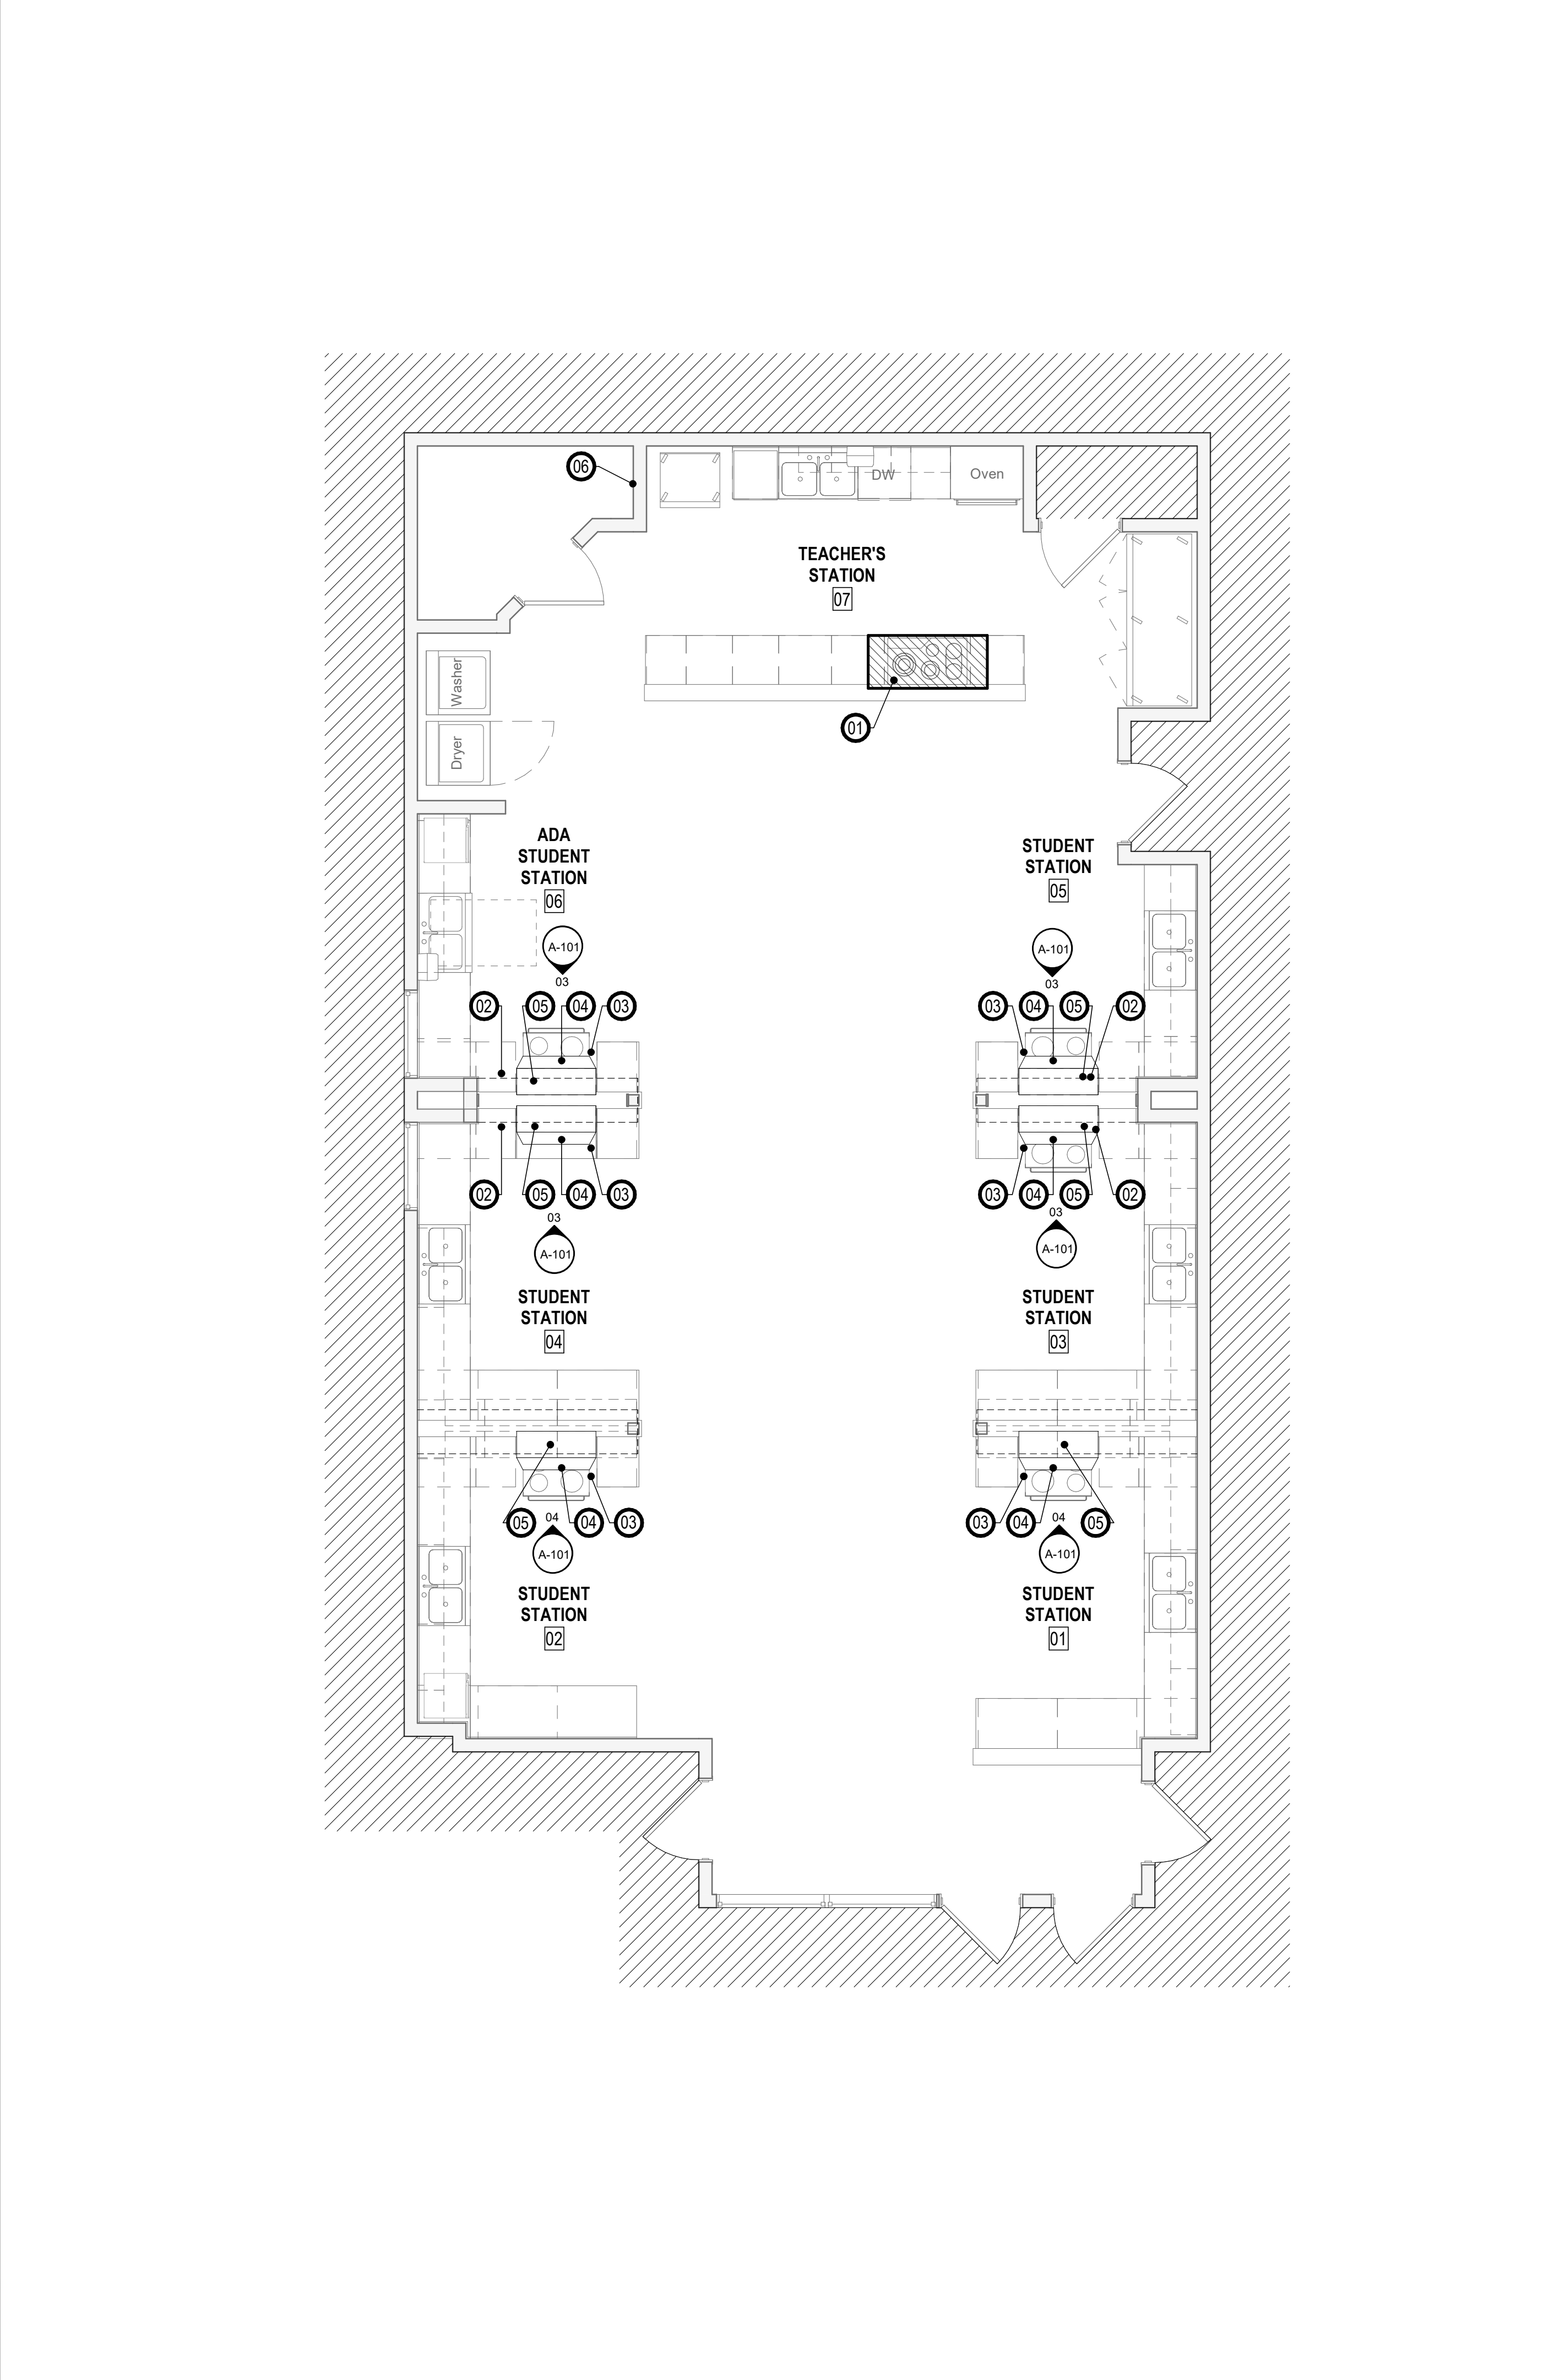 06
DW
Oven
TEACHER'S
STATION
07
Washer
01
Dryer
ADA
STUDENT
STATION
06
STUDENT
STATION
05
A-101
03
A-101
03
02 05 04 03
03 04 05 02
02 05 04 03
03 04 05 02
03
A-101
03
A-101
STUDENT
STATION
04
STUDENT
STATION
03
05 04 04 03
03 04 04 05
A-101
A-101
STUDENT
STATION
02
STUDENT
STATION
01